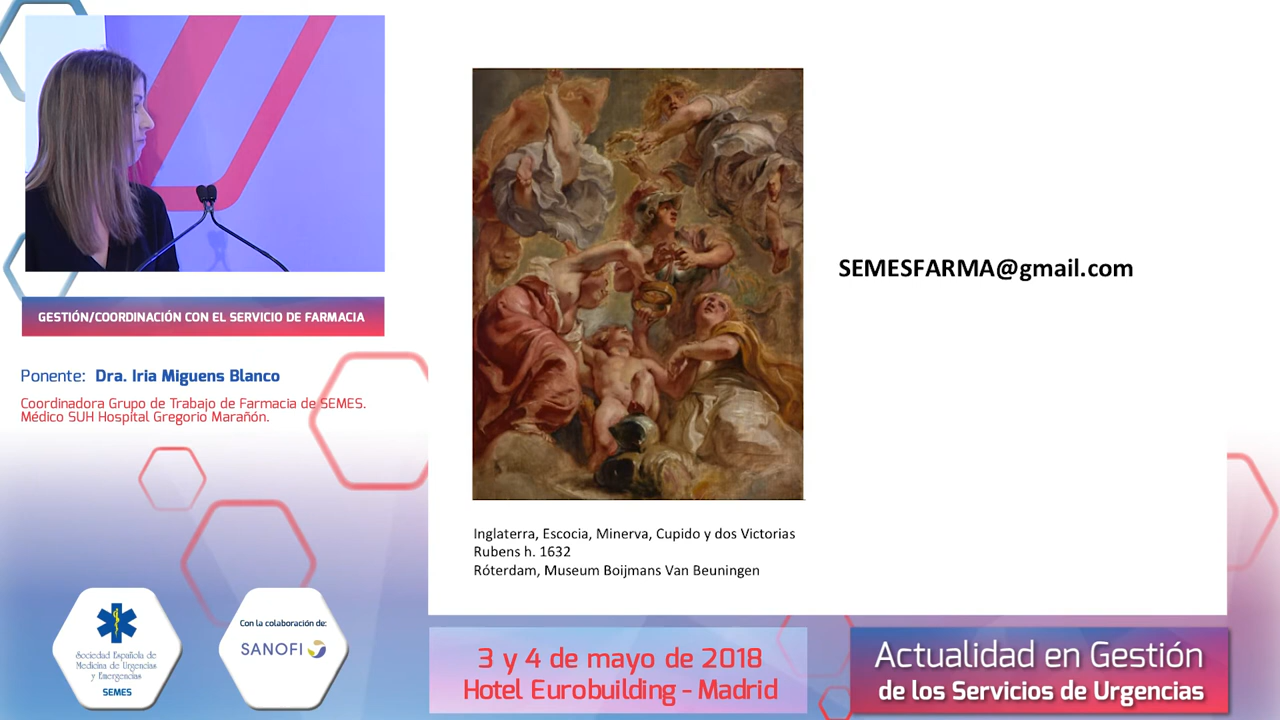 GESTIÓN/COORDINACIÓN CON EL SERVICIO DE FARMACIA
Ponente: Dra. Iria Miguens Blanco
Coordinadora Grupo de Trabajo de Farmacia de SEMES.
Médico SUH Hospital Gregorio Marañón.
Sociedad Española de
Medicina de Urgencias
y Emergencias
SEMES
Con la colaboración de:
SANOFI
SEMESFARMA@gmail.com
Inglaterra, Escocia, Minerva, Cupido y dos Victorias
Rubens h. 1632
Róterdam, Museum Boijmans Van Beuningen
3 y 4 de mayo de 2018
Hotel Eurobuilding - Madrid
Actualidad en Gestión
de los Servicios de Urgencias